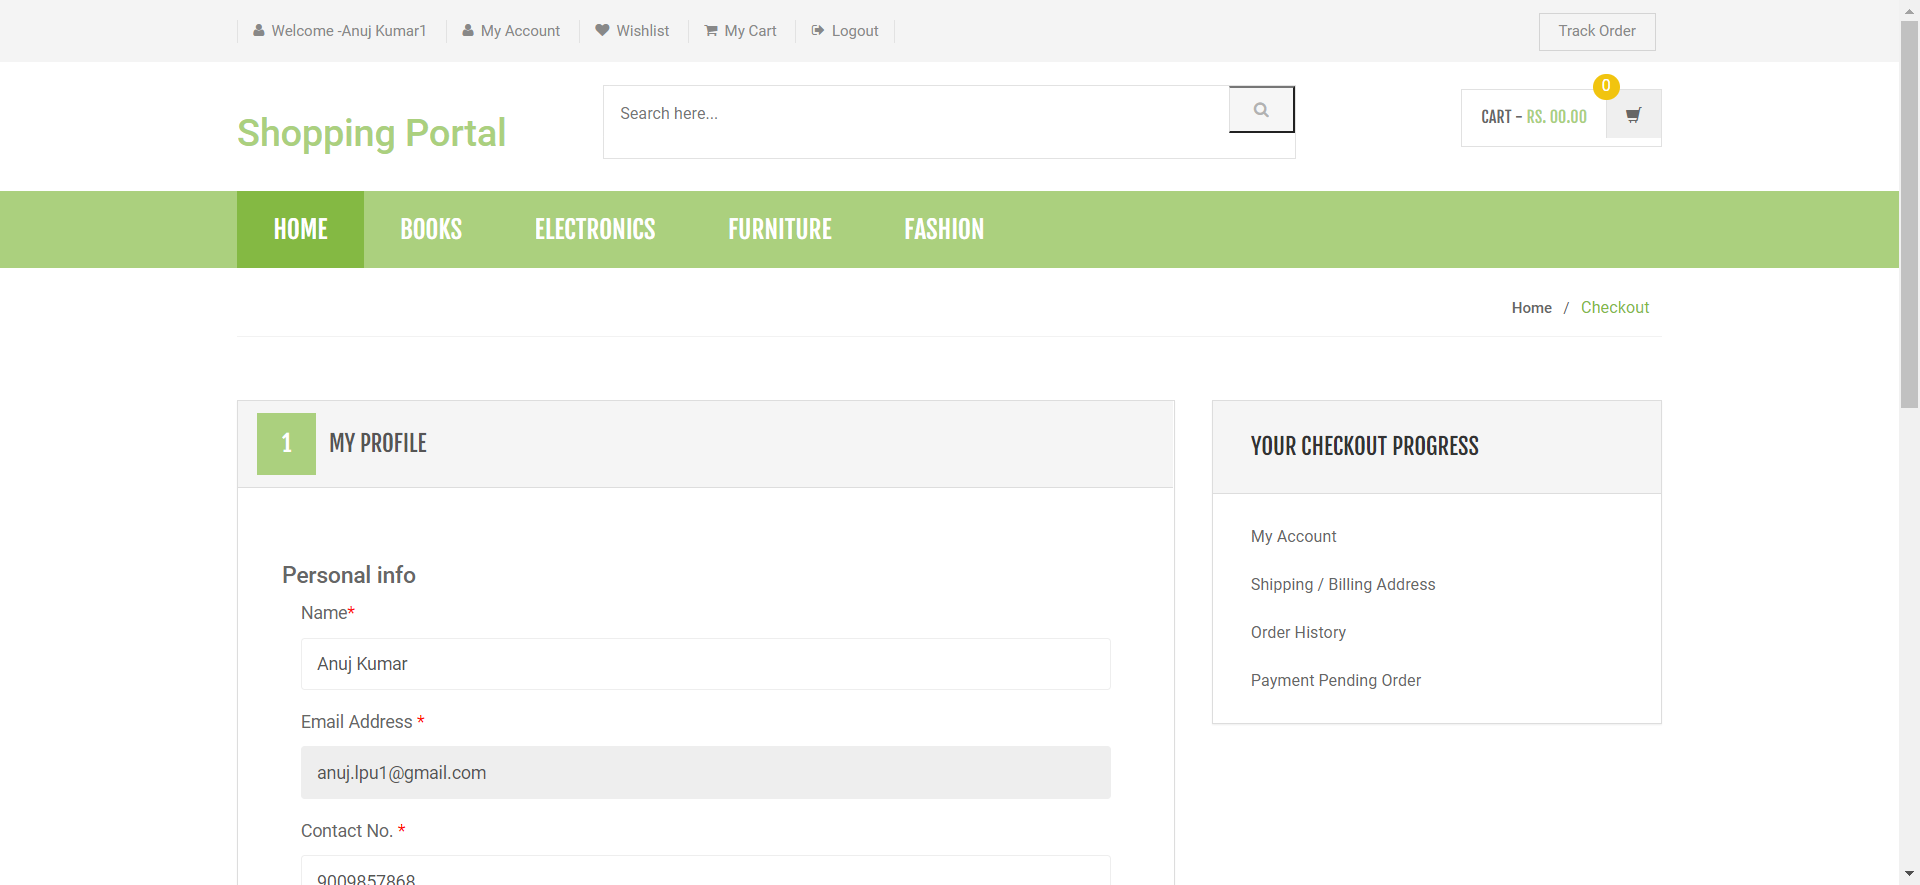 Welcome -Anuj Kumar1 My Account Wishlist My Cart Logout Track Order
Shopping Portal
Search here...
CART - RS. 00.00
0
HOME BOOKS ELECTRONICS FURNITURE FASHION
Home / Checkout
1 MY PROFILE
Personal info
Name*
Anuj Kumar
Email Address *
anuj.lpu1@gmail.com
Contact No. *
9009857868
YOUR CHECKOUT PROGRESS
My Account
Shipping / Billing Address
Order History
Payment Pending Order